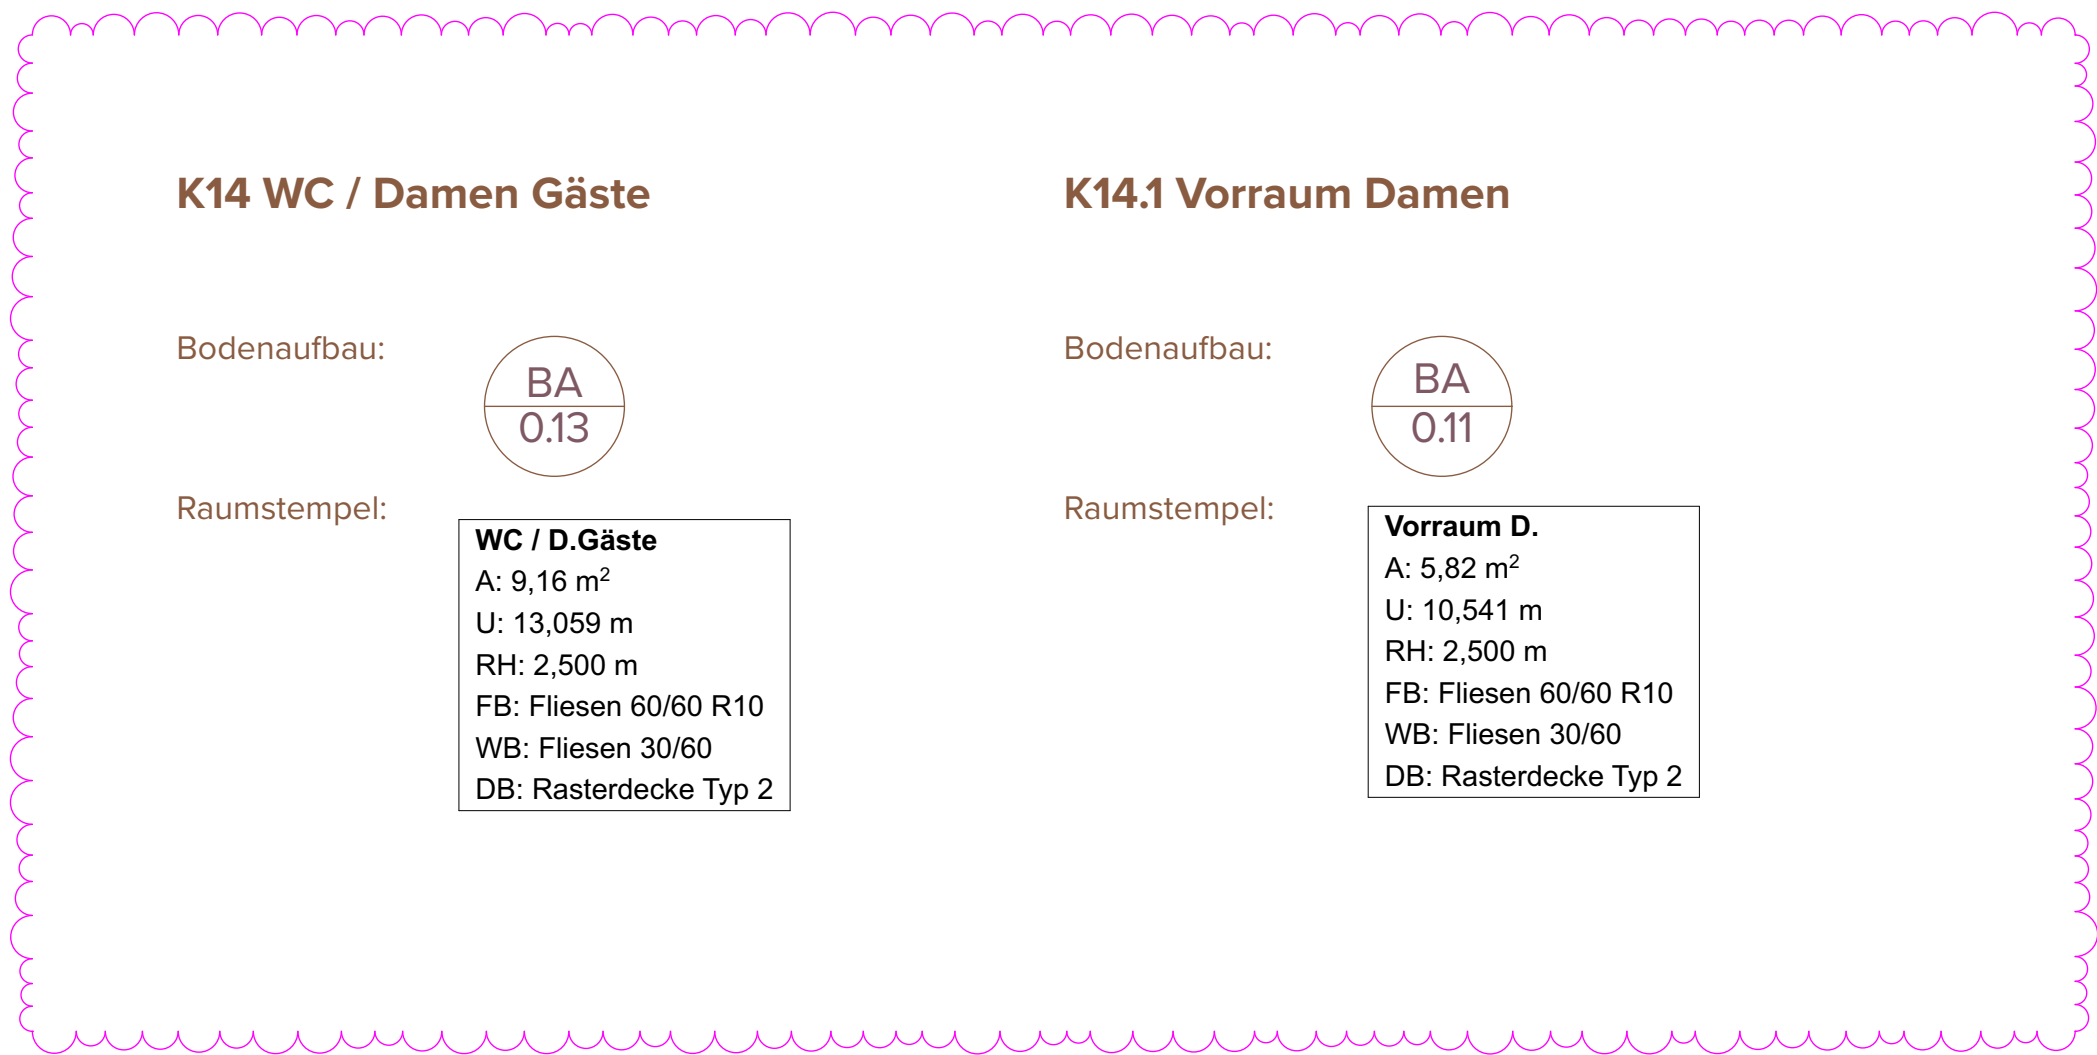 K14 WC / Damen Gäste
Bodenaufbau:
BA
0.13
Raumstempel:
WC / D.Gäste
A: 9,16 m²
U: 13,059 m
RH: 2,500 m
FB: Fliesen 60/60 R10
WB: Fliesen 30/60
DB: Rasterdecke Typ 2
K14.1 Vorraum Damen
Bodenaufbau:
BA
0.11
Raumstempel:
Vorraum D.
A: 5,82 m²
U: 10,541 m
RH: 2,500 m
FB: Fliesen 60/60 R10
WB: Fliesen 30/60
DB: Rasterdecke Typ 2